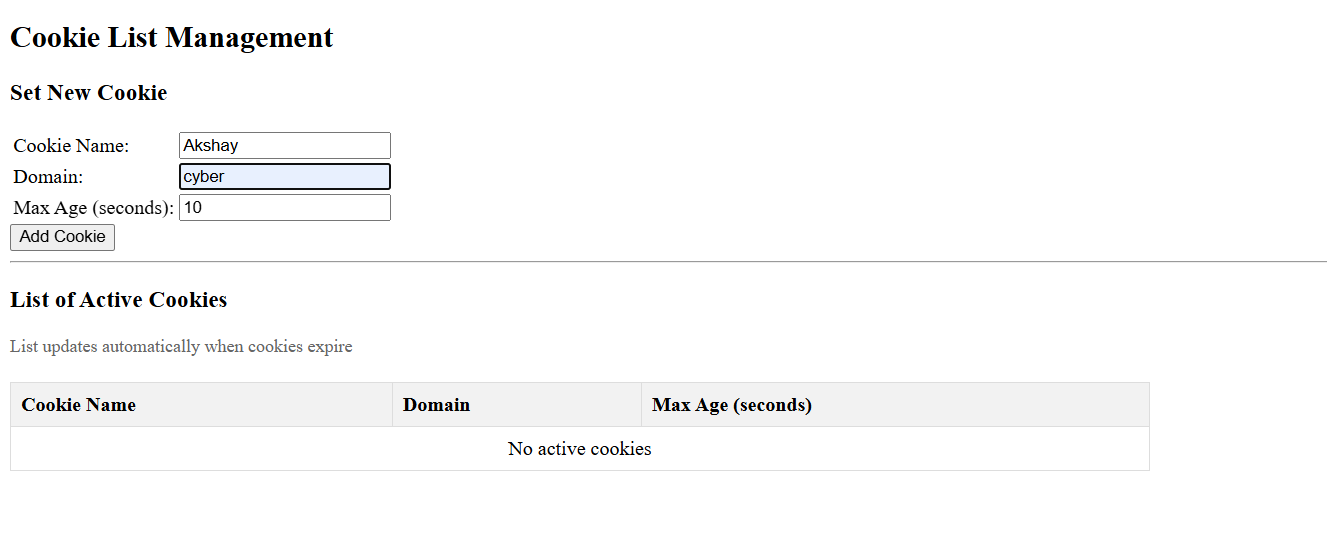 Cookie List Management
Set New Cookie
Cookie Name: Akshay
Domain: cyber
Max Age (seconds): 10
Add Cookie
List of Active Cookies
List updates automatically when cookies expire
Cookie Name Domain Max Age (seconds)
No active cookies